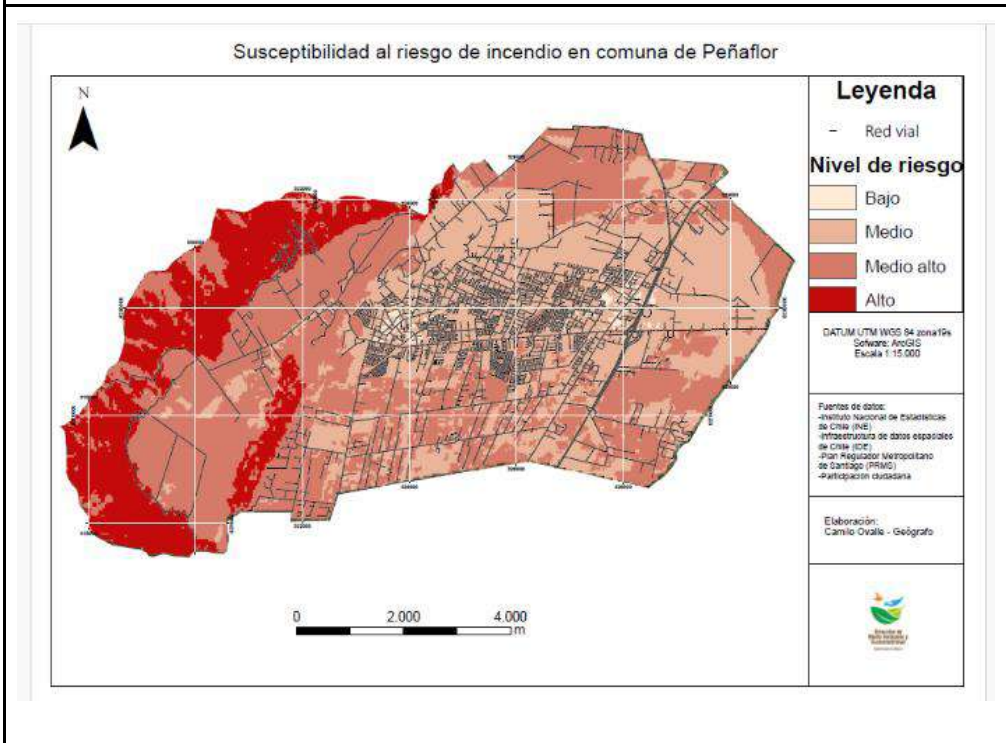 Susceptibilidad al riesgo de incendio en comuna de Peñaflor
N
Leyenda
Red vial
Nivel de riesgo
Bajo
Medio
Medio alto
Alto
DATUM UTM WGS 84 zona19s
Sofware: ArcGIS
Escala 1:15.000
Fuentes de datos:
-Instituto Nacional de Estadísticas
de Chile (INE)
-Infraestructura de datos espaciales
de Chile (IDE)
-Plan Regulador Metropolitano
de Santiago (PRMS)
-Participación ciudadana
Elaboración:
Camilo Ovalle - Geógrafo
0 2.000 4.000
m